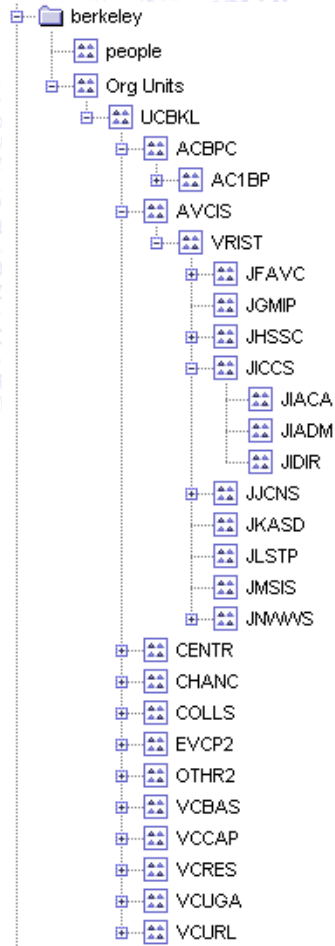 berkeley
people
Org Units
UCBKL
ACBPC
AC1BP
AVCIS
VRIST
JFAVC
JGMIP
JHSSC
JICCS
JIACA
JIADM
JIDIR
JJCNS
JKASD
JLSTP
JMSIS
JNWWS
CENTR
CHANC
COLLS
EVCP2
OTHR2
VCBAS
VCCAP
VCRES
VCUGA
VCURL